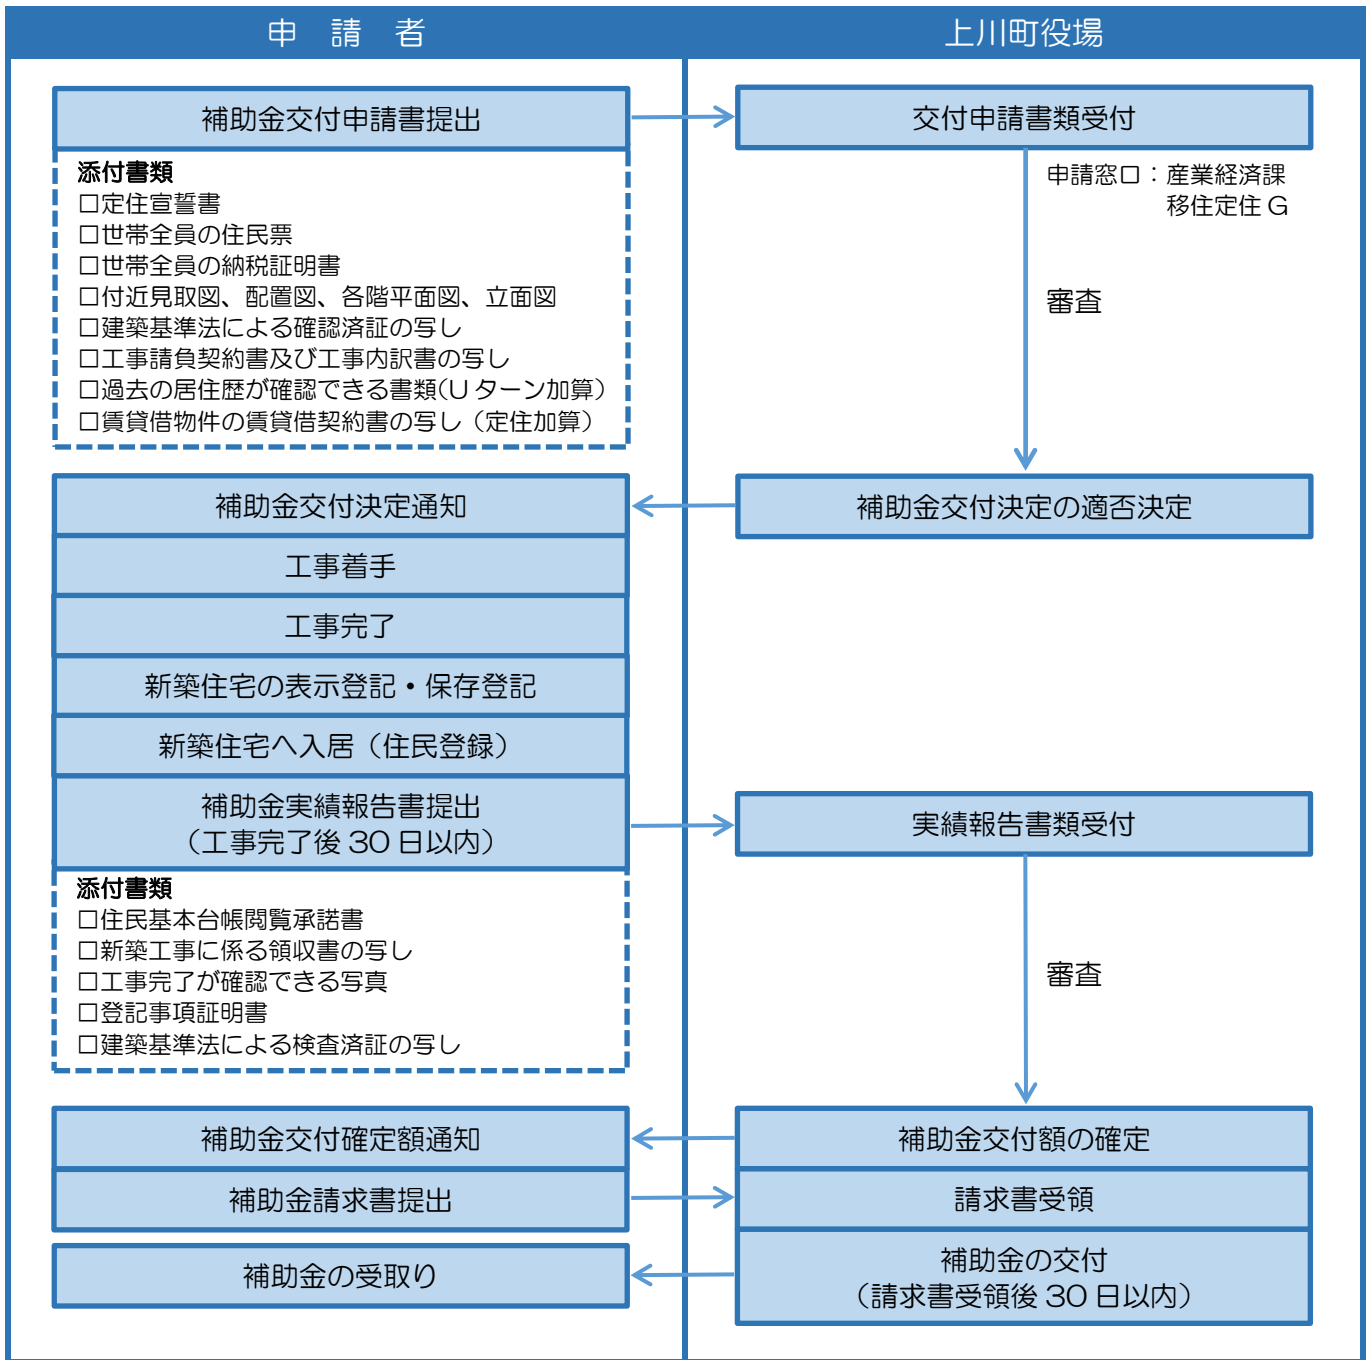 申請者
上川町役場
補助金交付申請書提出
交付申請書類受付
添付書類
□定住宣誓書
□世帯全員の住民票
□世帯全員の納税証明書
□付近見取図、配置図、各階平面図、立面図
□建築基準法による確認済証の写し
□工事請負契約書及び工事内訳書の写し
□過去の居住歴が確認できる書類(Uターン加算)
□賃貸借物件の賃貸借契約書の写し（定住加算）
申請窓口：産業経済課
移住定住G
審査
補助金交付決定通知
補助金交付決定の適否決定
工事着手
工事完了
新築住宅の表示登記・保存登記
新築住宅へ入居（住民登録）
補助金実績報告書提出
（工事完了後30日以内）
実績報告書類受付
添付書類
□住民基本台帳閲覧承諾書
□新築工事に係る領収書の写し
□工事完了が確認できる写真
□登記事項証明書
□建築基準法による検査済証の写し
審査
補助金交付確定額通知
補助金交付額の確定
補助金請求書提出
請求書受領
補助金の受取り
補助金の交付
（請求書受領後30日以内）